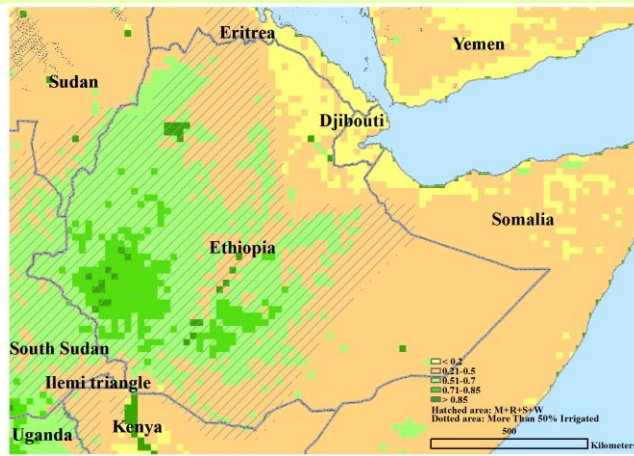 Eritrea
Yemen
Sudan
Djibouti
Somalia
Ethiopia
South Sudan
Ilemi triangle
Uganda
Kenya
< 0.2
0.21-0.5
0.51-0.7
0.71-0.85
> 0.85
Hatched area: M+R+S+W
Dotted area: More Than 50% Irrigated
500
Kilometers